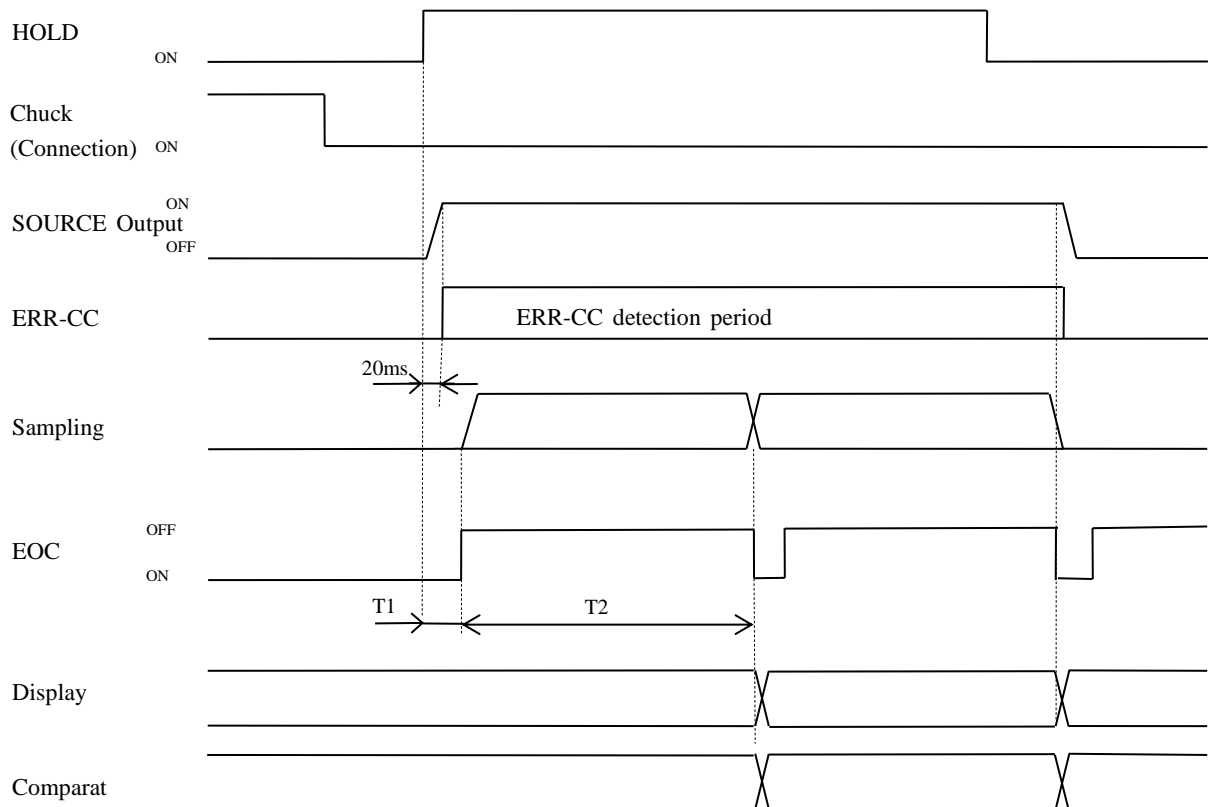 HOLD
ON
Chuck
(Connection) ON
ON
SOURCE Output
OFF
ERR-CC
ERR-CC detection period
20ms
Sampling
OFF
EOC
ON
T1
T2
Display
Comparat